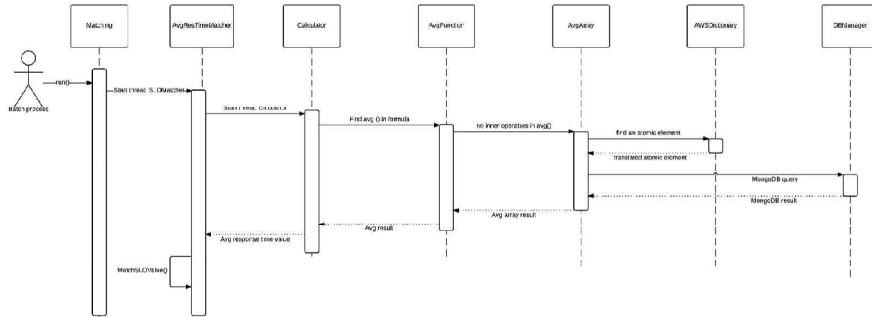 Matching
AvgResTimeMatcher
Calculator
AvgFunction
AvgArray
AWSDictionary
DBManager
run()
Batch process
Start thread SLOMatcher
Start thread Calculator
Find avg () in formula
no inner operators in avg()
find an atomic element
translated atomic element
MongoDB query
MongoDB result
Avg array result
Avg result
Avg response time value
MatchSLOValue()